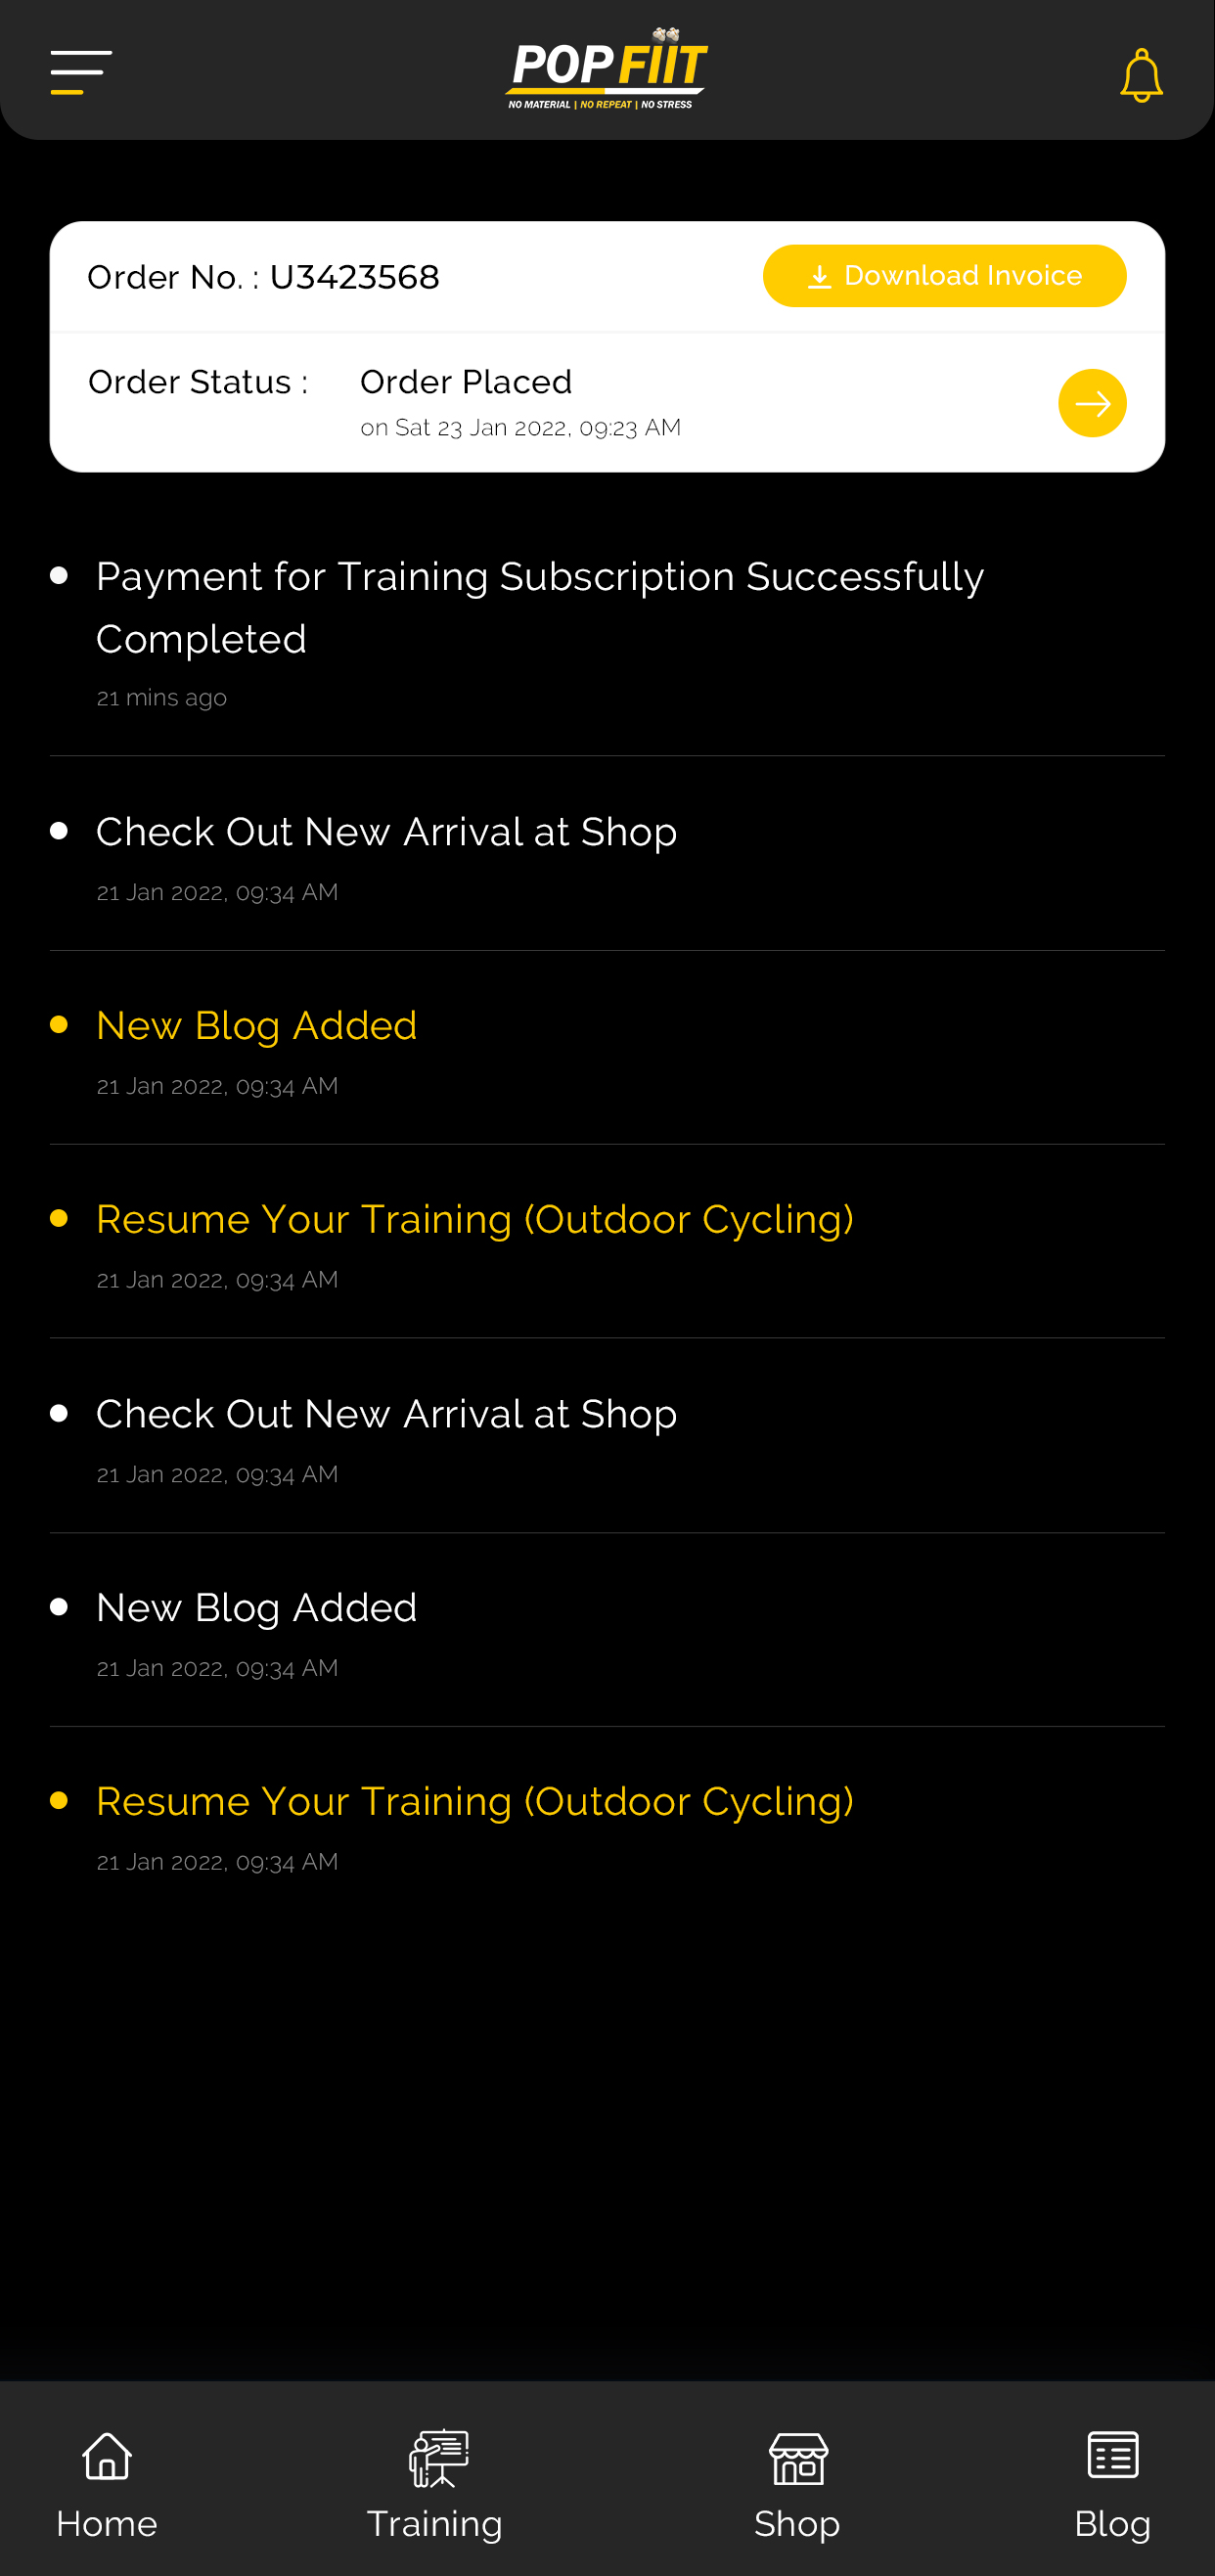 POP FIIT
NO MATERIAL | NO REPEAT | NO STRESS
Order No. : U3423568
Download Invoice
Order Status :
Order Placed
on Sat 23 Jan 2022, 09:23 AM
Payment for Training Subscription Successfully
Completed
21 mins ago
Check Out New Arrival at Shop
21 Jan 2022, 09:34 AM
New Blog Added
21 Jan 2022, 09:34 AM
Resume Your Training (Outdoor Cycling)
21 Jan 2022, 09:34 AM
Check Out New Arrival at Shop
21 Jan 2022, 09:34 AM
New Blog Added
21 Jan 2022, 09:34 AM
Resume Your Training (Outdoor Cycling)
21 Jan 2022, 09:34 AM
Home
Training
Shop
Blog